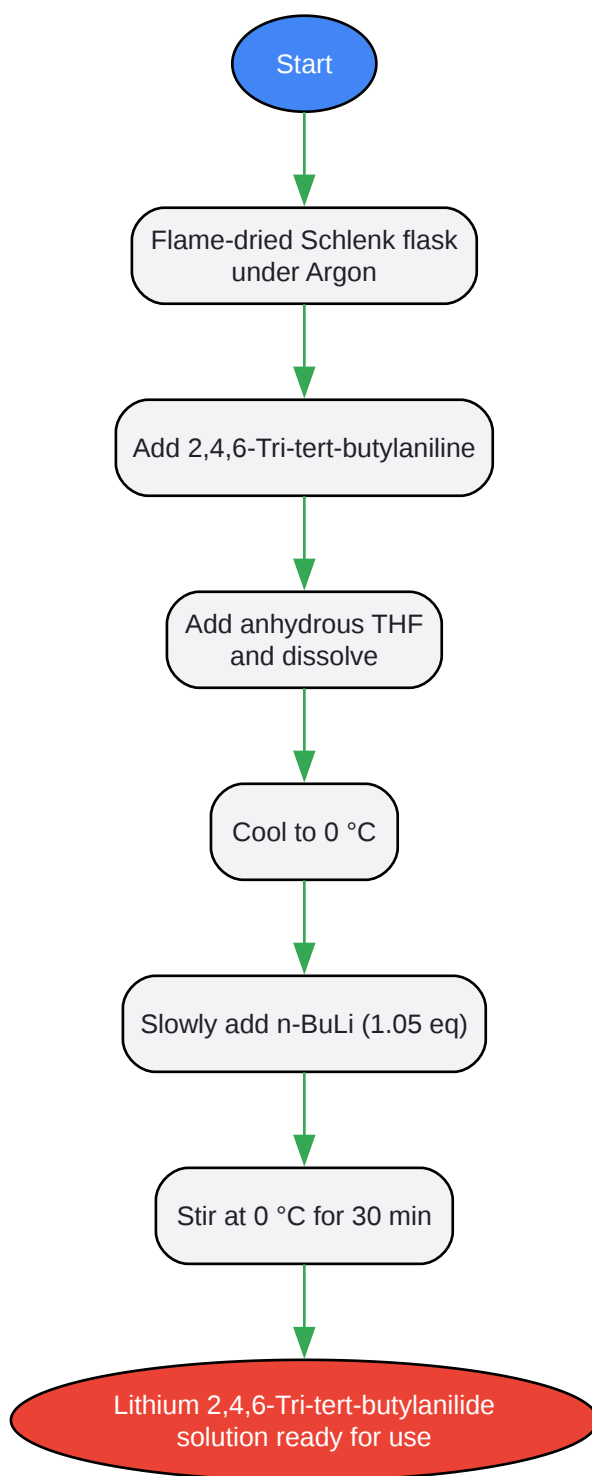 Start
Flame-dried Schlenk flask
under Argon
Add 2,4,6-Tri-tert-butylaniline
Add anhydrous THF
and dissolve
Cool to 0 °C
Slowly add n-BuLi (1.05 eq)
Stir at 0 °C for 30 min
Lithium 2,4,6-Tri-tert-butylanilide
solution ready for use